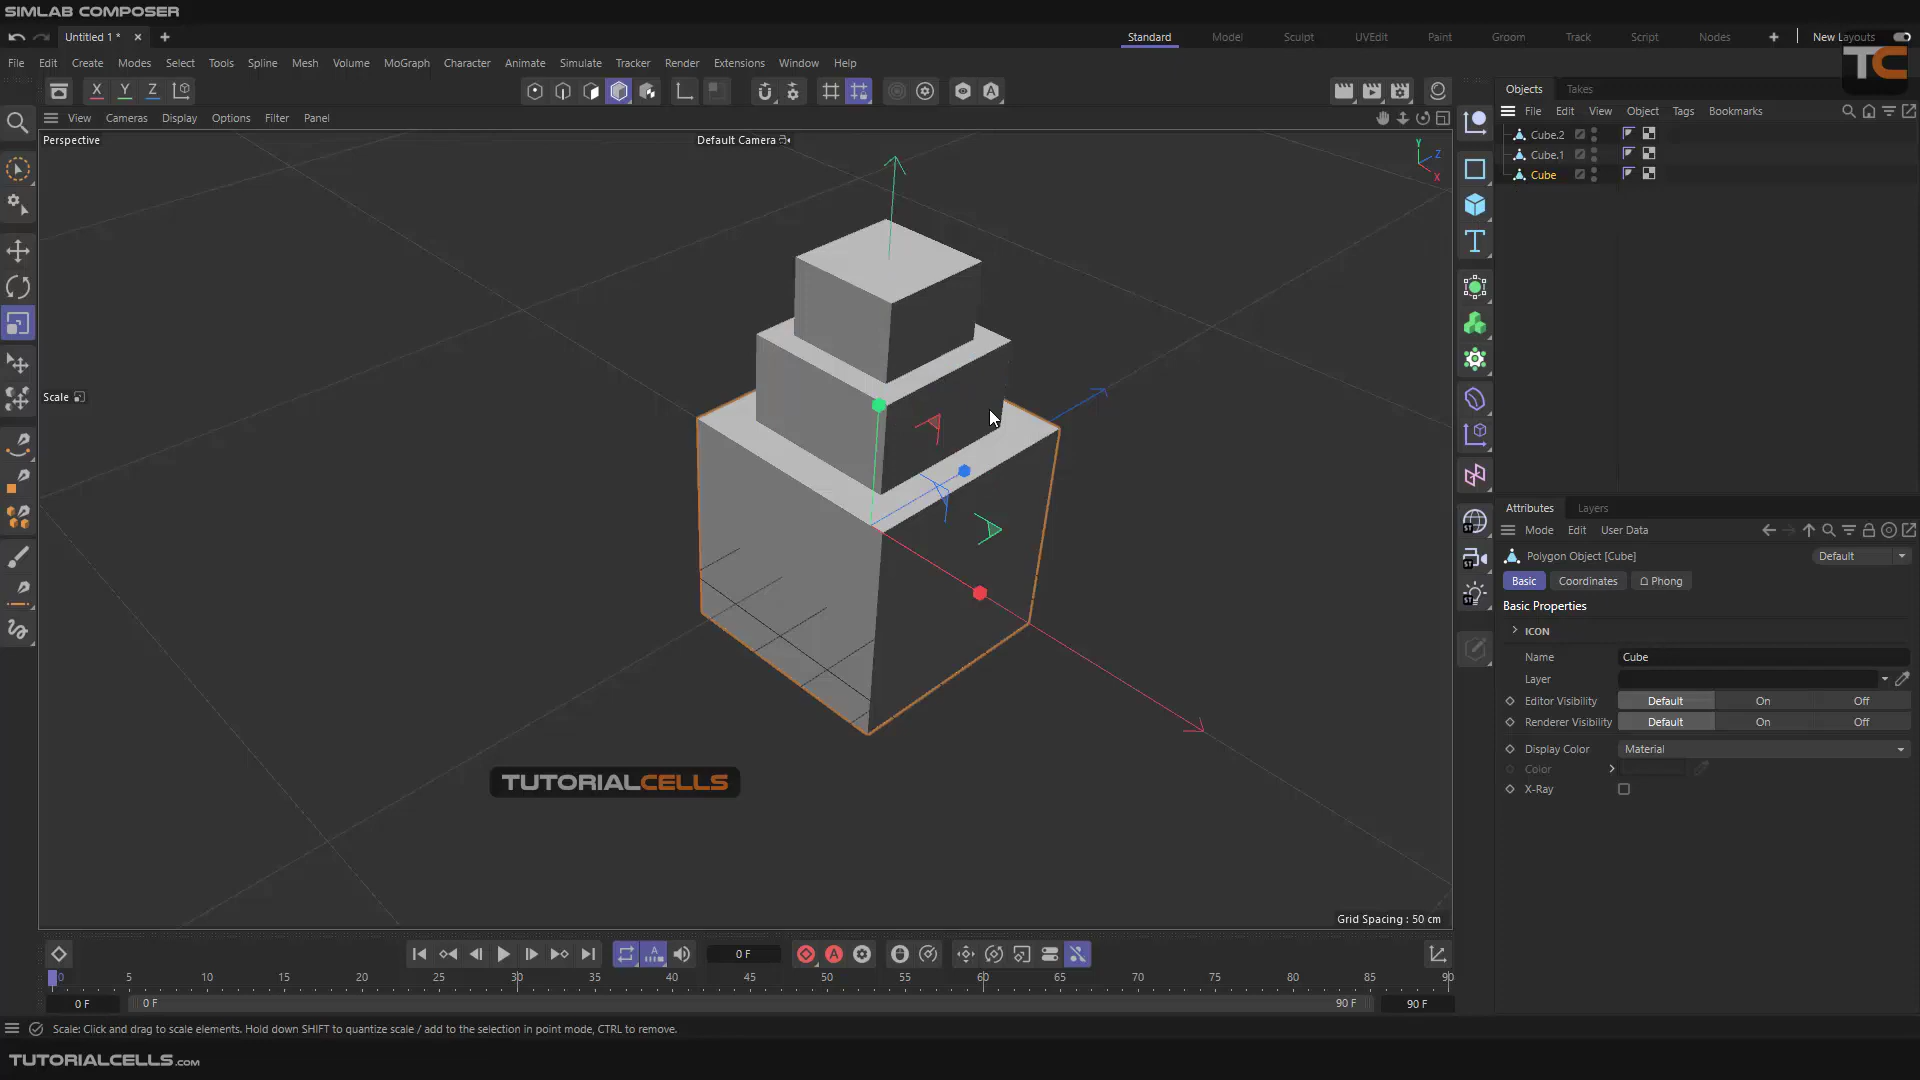 SIMLAB COMPOSER
Untitled 1 *
Standard Model Sculpt UVEdit Paint Groom Track Script Nodes New Layouts
File Edit Create Modes Select Tools Spline Mesh Volume MoGraph Character Animate Simulate Tracker Render Extensions Window Help
TC
X Y Z
Objects Takes
View Cameras Display Options Filter Panel
File Edit View Object Tags Bookmarks
Perspective
Default Camera
Y
Z
X
Cube.2
Cube.1
Cube
Scale
Attributes Layers
Mode Edit User Data
Polygon Object [Cube]
Default
Basic Coordinates Phong
Basic Properties
ICON
Name Cube
Layer
Editor Visibility Default On Off
Renderer Visibility Default On Off
Display Color Material
Color
X-Ray
TUTORIALCELLS
Grid Spacing : 50 cm
0 F
0 5 10 15 20 25 30 35 40 45 50 55 60 65 70 75 80 85 90
0 F 0 F 90 F 90 F
Scale: Click and drag to scale elements. Hold down SHIFT to quantize scale / add to the selection in point mode, CTRL to remove.
TUTORIALCELLS.COM